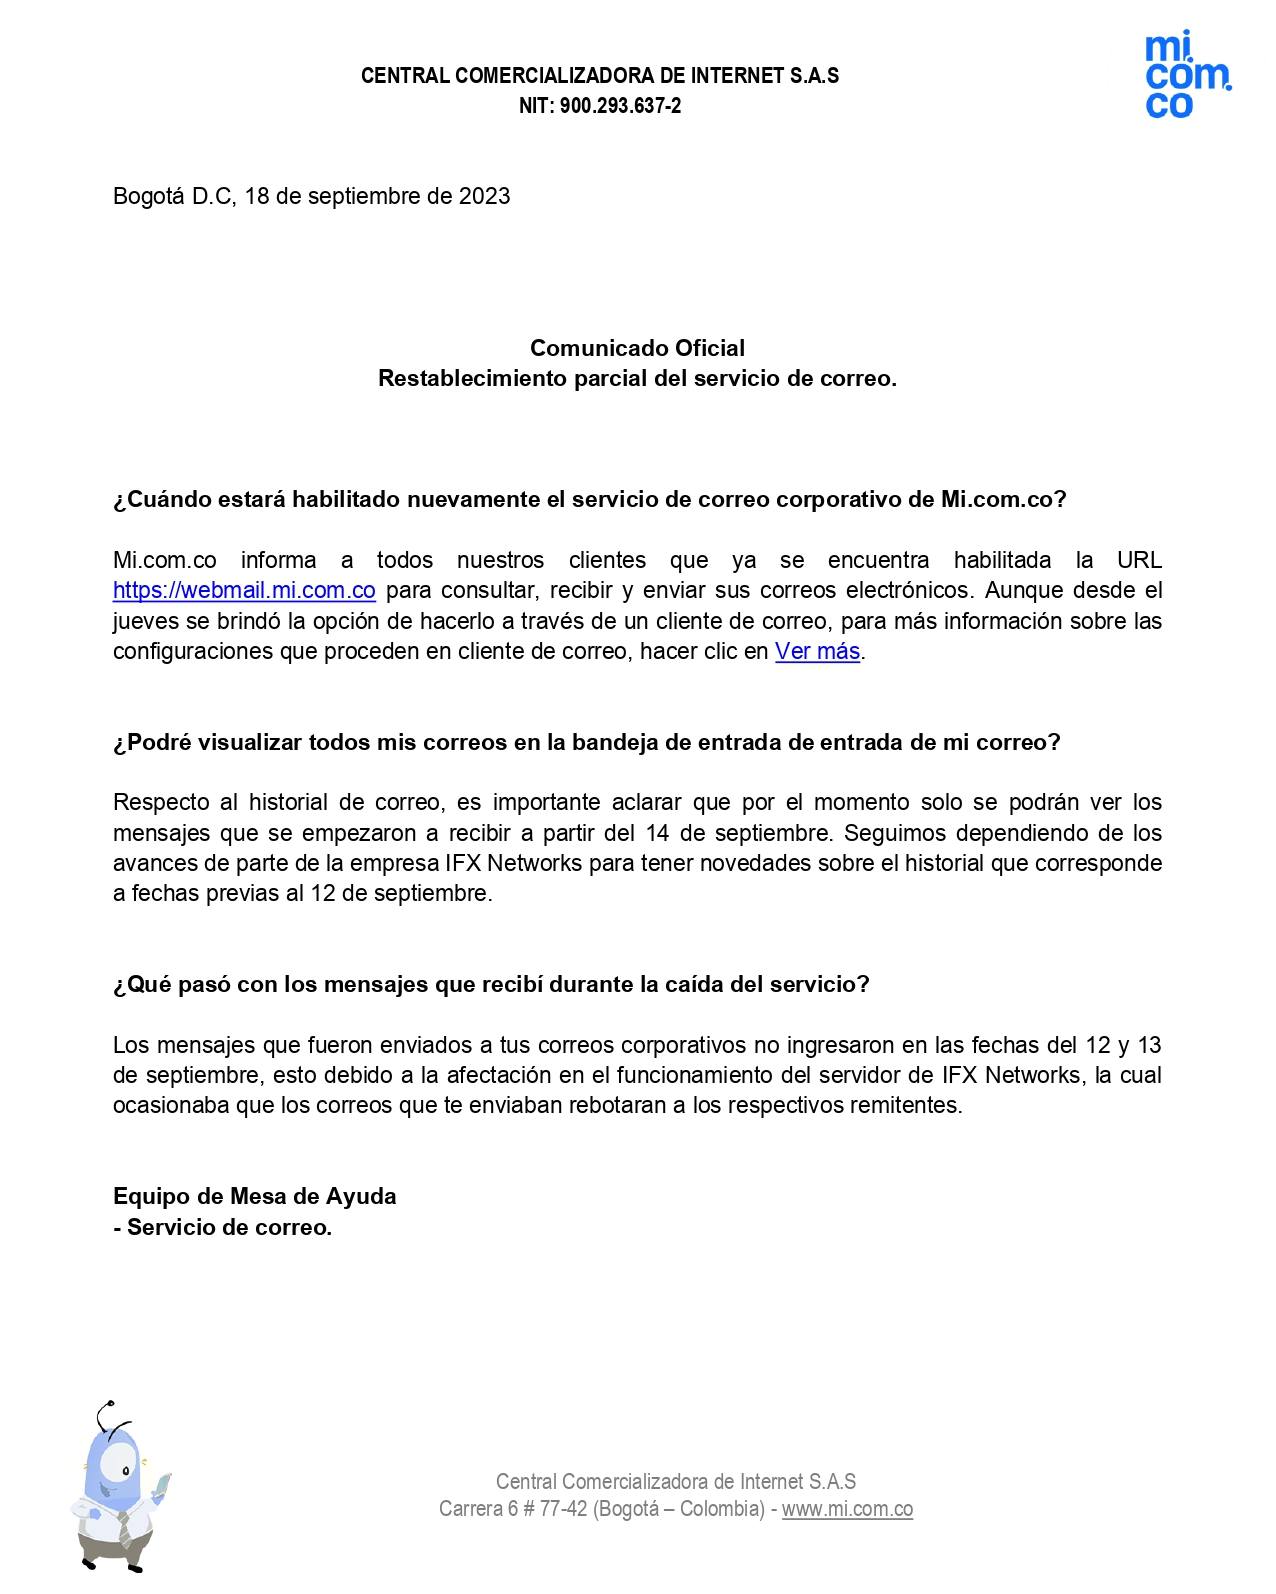 mi.
com.
co
CENTRAL COMERCIALIZADORA DE INTERNET S.A.S
NIT: 900.293.637-2
Bogotá D.C, 18 de septiembre de 2023
Comunicado Oficial
Restablecimiento parcial del servicio de correo.
¿Cuándo estará habilitado nuevamente el servicio de correo corporativo de Mi.com.co?
Mi.com.co informa a todos nuestros clientes que ya se encuentra habilitada la URL
https://webmail.mi.com.co para consultar, recibir y enviar sus correos electrónicos. Aunque desde el
jueves se brindó la opción de hacerlo a través de un cliente de correo, para más información sobre las
configuraciones que proceden en cliente de correo, hacer clic en Ver más.
¿Podré visualizar todos mis correos en la bandeja de entrada de entrada de mi correo?
Respecto al historial de correo, es importante aclarar que por el momento solo se podrán ver los
mensajes que se empezaron a recibir a partir del 14 de septiembre. Seguimos dependiendo de los
avances de parte de la empresa IFX Networks para tener novedades sobre el historial que corresponde
a fechas previas al 12 de septiembre.
¿Qué pasó con los mensajes que recibí durante la caída del servicio?
Los mensajes que fueron enviados a tus correos corporativos no ingresaron en las fechas del 12 y 13
de septiembre, esto debido a la afectación en el funcionamiento del servidor de IFX Networks, la cual
ocasionaba que los correos que te enviaban rebotaran a los respectivos remitentes.
Equipo de Mesa de Ayuda
- Servicio de correo.
Central Comercializadora de Internet S.A.S
Carrera 6 # 77-42 (Bogotá – Colombia) - www.mi.com.co